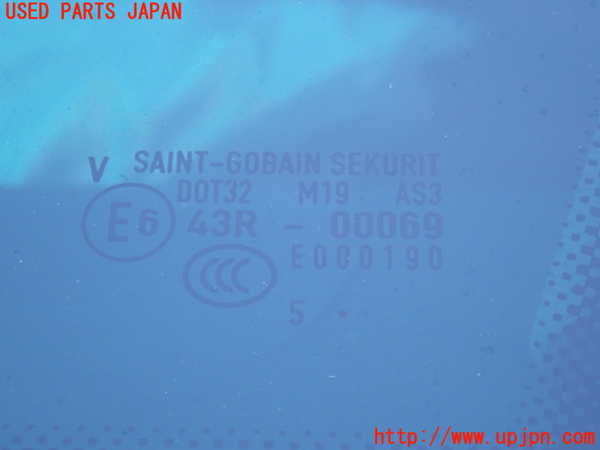 USED PARTS JAPAN
V SAINT-GOBAIN SEKURIT
DOT32 M19 AS3
E6 43R - 00069
CCC E000190
5 .
http://www.upjpn.com/